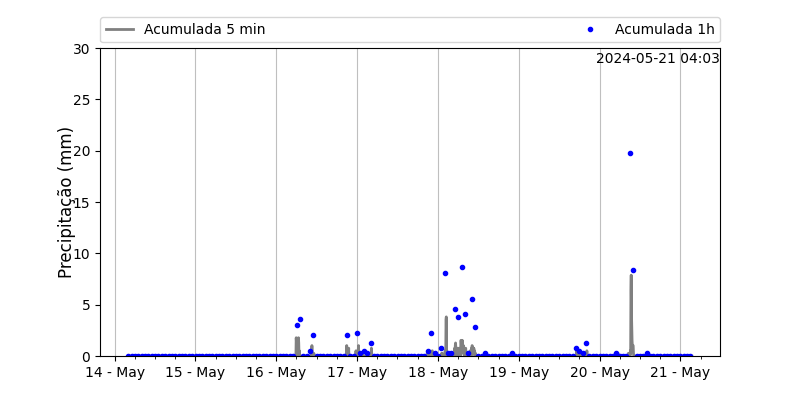 Acumulada 5 min
Acumulada 1h
2024-05-21 04:03
Precipitação (mm)
30
25
20
15
10
5
0
14 - May
15 - May
16 - May
17 - May
18 - May
19 - May
20 - May
21 - May